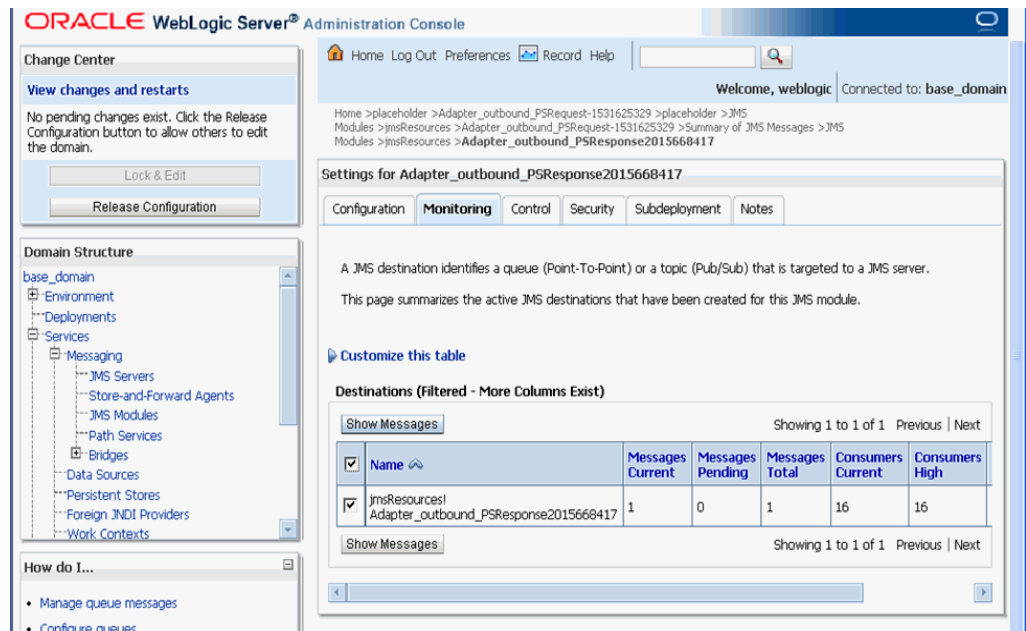 ORACLE WebLogic Server® Administration Console
Change Center
View changes and restarts
No pending changes exist. Click the Release
Configuration button to allow others to edit
the domain.
Lock & Edit
Release Configuration
Domain Structure
base_domain
Environment
Deployments
Services
Messaging
JMS Servers
Store-and-Forward Agents
JMS Modules
Path Services
Bridges
Data Sources
Persistent Stores
Foreign JNDI Providers
Work Contexts
How do I...
Manage queue messages
Configure queues
Home Log Out Preferences Record Help
Welcome, weblogic Connected to: base_domain
Home >placeholder >Adapter_outbound_PSRequest-1531625329 >placeholder >JMS
Modules >jmsResources >Adapter_outbound_PSRequest-1531625329 >Summary of JMS Messages >JMS
Modules >jmsResources >Adapter_outbound_PSResponse2015668417
Settings for Adapter_outbound_PSResponse2015668417
Configuration Monitoring Control Security Subdeployment Notes
A JMS destination identifies a queue (Point-To-Point) or a topic (Pub/Sub) that is targeted to a JMS server.
This page summarizes the active JMS destinations that have been created for this JMS module.
Customize this table
Destinations (Filtered - More Columns Exist)
Show Messages Showing 1 to 1 of 1 Previous | Next
Name Messages Current Messages Pending Messages Total Consumers Current Consumers High
jmsResources!
Adapter_outbound_PSResponse2015668417 1 0 1 16 16
Show Messages Showing 1 to 1 of 1 Previous | Next